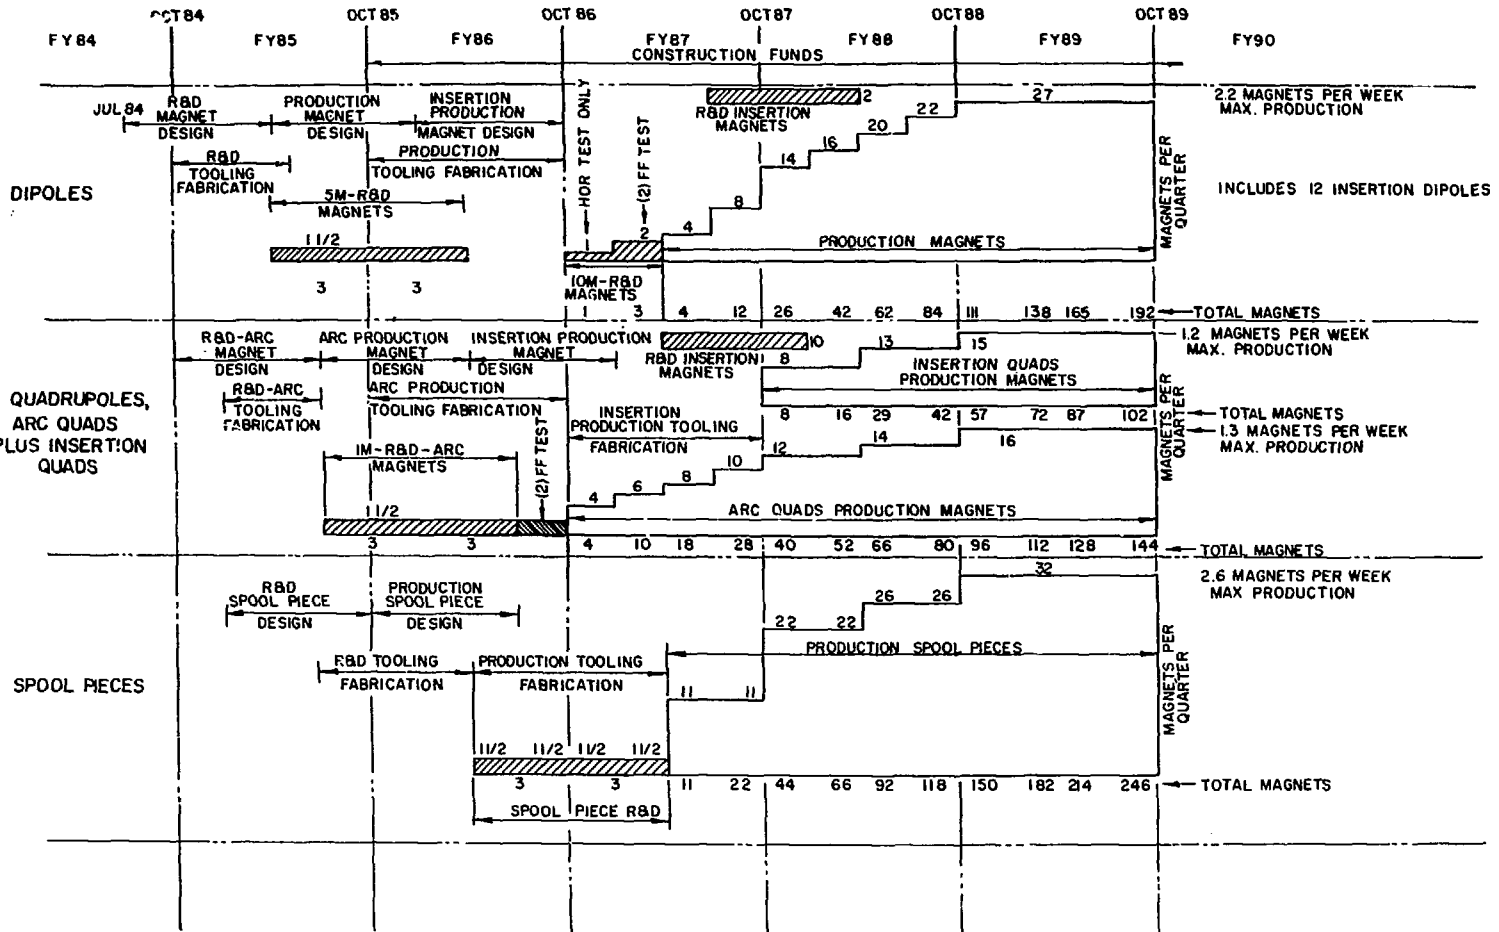 OCT 84 OCT 85 OCT 86 OCT 87 OCT 88 OCT 89
FY 84 FY85 FY86 FY87 FY88 FY89 FY90
CONSTRUCTION FUNDS
DIPOLES
JUL 84
R&D
MAGNET
DESIGN
PRODUCTION
MAGNET
DESIGN
INSERTION
PRODUCTION
MAGNET DESIGN
R&D
TOOLING
FABRICATION
PRODUCTION
TOOLING FABRICATION
5M-R&D
MAGNETS
1 1/2
3 3
HOR TEST ONLY
(2) FF TEST
2
10M-R&D
MAGNETS
R&D INSERTION
MAGNETS
2
4 8 14 16 20 22 27
PRODUCTION MAGNETS
MAGNETS PER
QUARTER
2.2 MAGNETS PER WEEK
MAX. PRODUCTION
INCLUDES 12 INSERTION DIPOLES
1 3 4 12 26 42 62 84 111 138 165 192
TOTAL MAGNETS
QUADRUPOLES,
ARC QUADS
PLUS INSERTION
QUADS
R&D-ARC
MAGNET
DESIGN
ARC PRODUCTION
MAGNET
DESIGN
INSERTION PRODUCTION
MAGNET
DESIGN
R&D-ARC
TOOLING
FABRICATION
ARC PRODUCTION
TOOLING FABRICATION
1M-R&D-ARC
MAGNETS
1 1/2
3 3
(2) FF TEST
INSERTION
PRODUCTION TOOLING
FABRICATION
R&D INSERTION
MAGNETS
10
8 13 15
INSERTION QUADS
PRODUCTION MAGNETS
1.2 MAGNETS PER WEEK
MAX. PRODUCTION
8 16 29 42 57 72 87 102
TOTAL MAGNETS
1.3 MAGNETS PER WEEK
MAX. PRODUCTION
MAGNETS PER
QUARTER
4 6 8 10 12 14 16
ARC QUADS PRODUCTION MAGNETS
4 10 18 28 40 52 66 80 96 112 128 144
TOTAL MAGNETS
SPOOL PIECES
R&D
SPOOL PIECE
DESIGN
PRODUCTION
SPOOL PIECE
DESIGN
R&D TOOLING
FABRICATION
PRODUCTION TOOLING
FABRICATION
1 1/2 1 1/2 1 1/2 1 1/2
3 3
SPOOL PIECE R&D
11 11 22 22 26 26 32
PRODUCTION SPOOL PIECES
MAGNETS PER
QUARTER
2.6 MAGNETS PER WEEK
MAX PRODUCTION
11 22 44 66 92 118 150 182 214 246
TOTAL MAGNETS